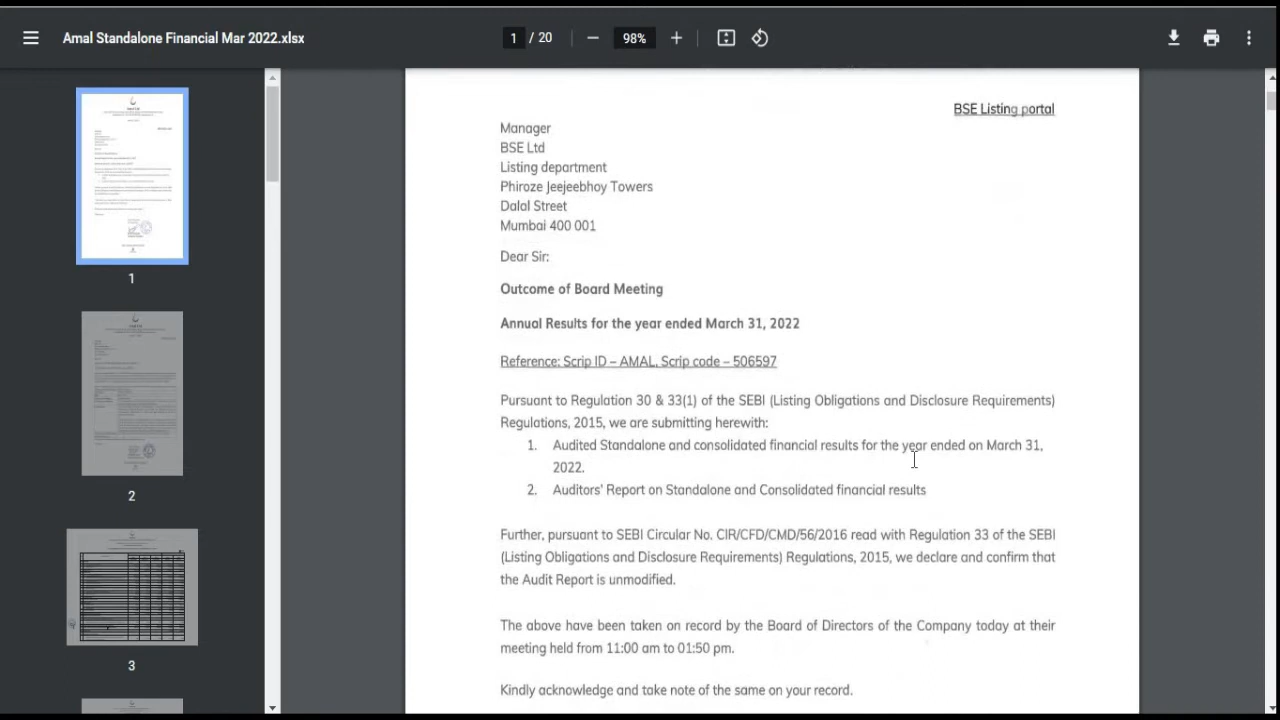 Amal Standalone Financial Mar 2022.xlsx
1 / 20
98%
BSE Listing portal
Manager
BSE Ltd
Listing department
Phiroze Jeejeebhoy Towers
Dalal Street
Mumbai 400 001
Dear Sir:
Outcome of Board Meeting
Annual Results for the year ended March 31, 2022
Reference: Scrip ID – AMAL, Scrip code – 506597
Pursuant to Regulation 30 & 33(1) of the SEBI (Listing Obligations and Disclosure Requirements)
Regulations, 2015, we are submitting herewith:
1. Audited Standalone and consolidated financial results for the year ended on March 31,
2022.
2. Auditors' Report on Standalone and Consolidated financial results
Further, pursuant to SEBI Circular No. CIR/CFD/CMD/56/2016 read with Regulation 33 of the SEBI
(Listing Obligations and Disclosure Requirements) Regulations, 2015, we declare and confirm that
the Audit Report is unmodified.
The above have been taken on record by the Board of Directors of the Company today at their
meeting held from 11:00 am to 01:50 pm.
Kindly acknowledge and take note of the same on your record.
1
2
3